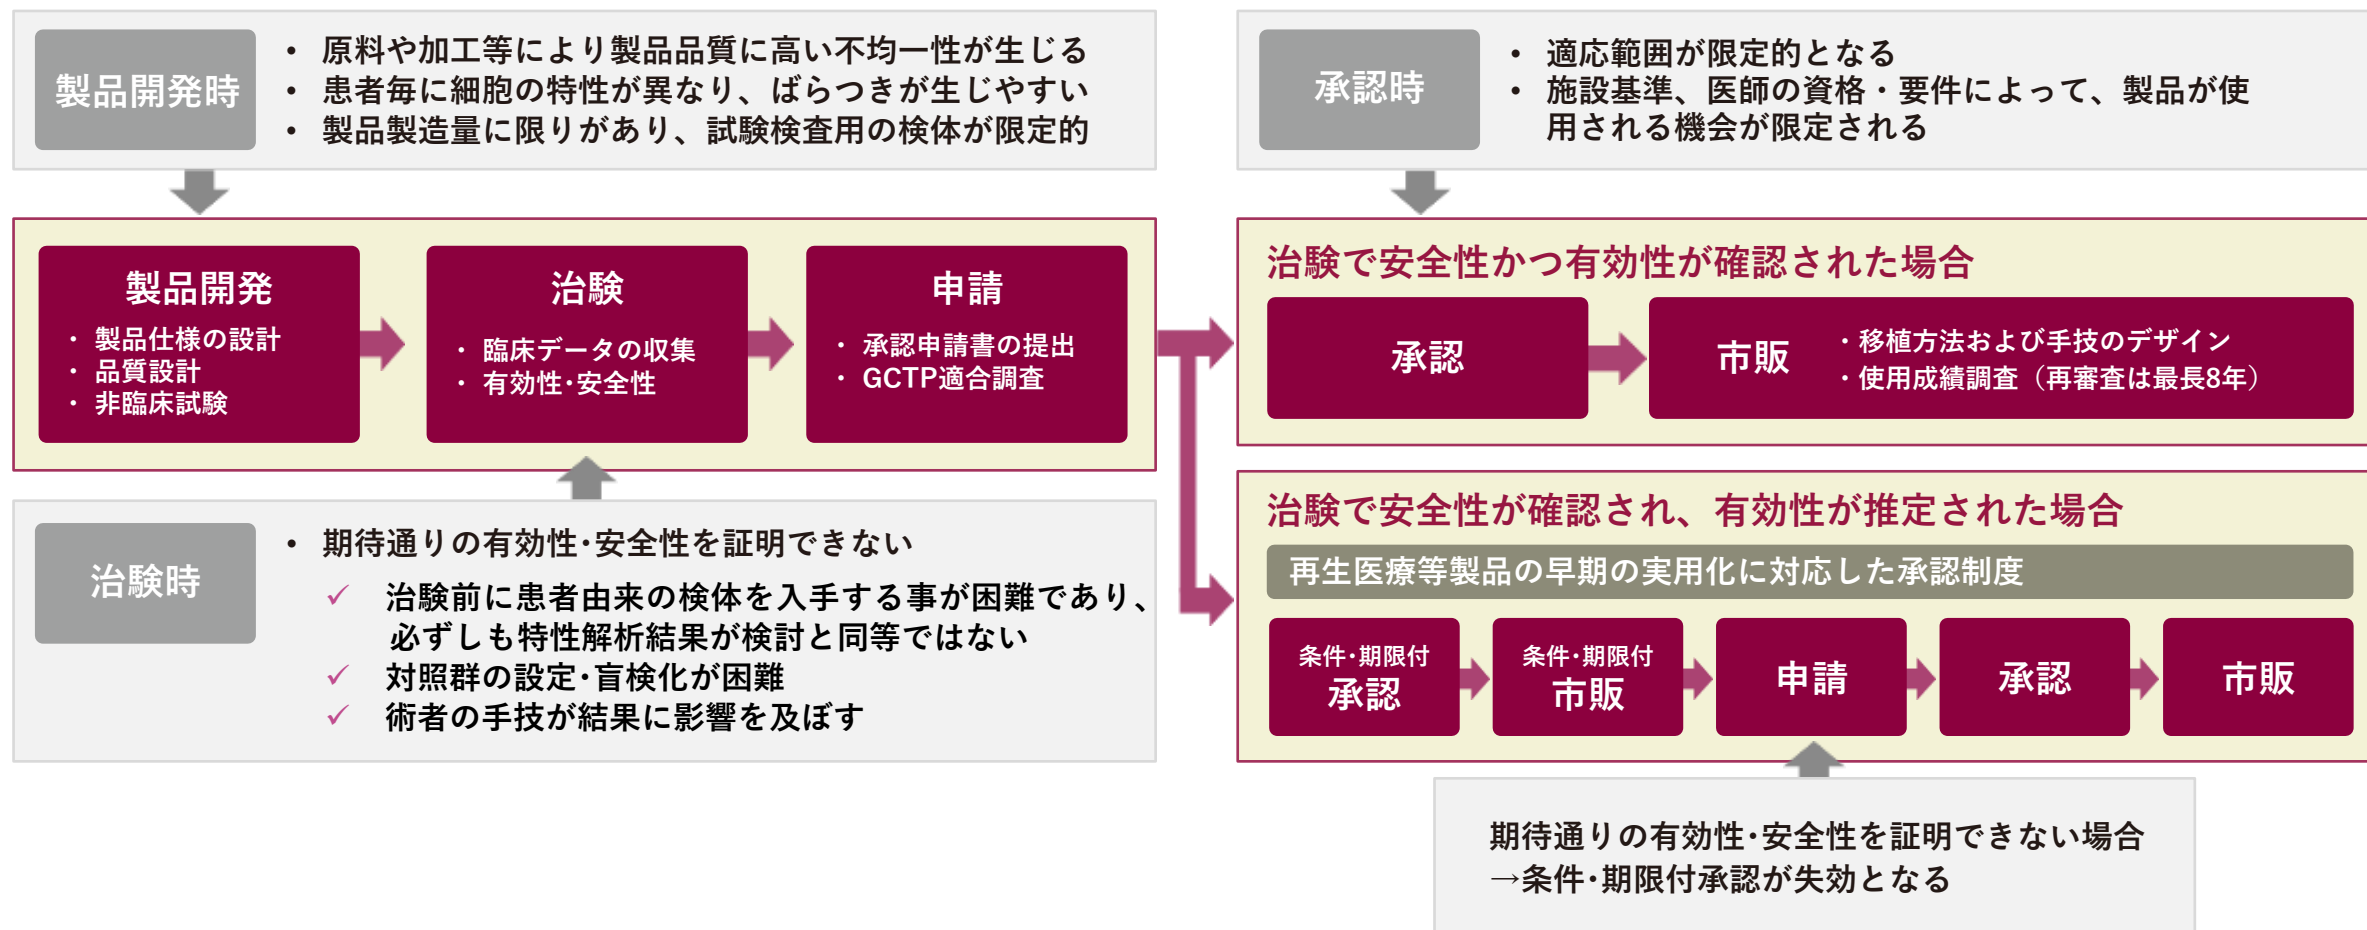 製品開発時
• 原料や加工等により製品品質に高い不均一性が生じる
• 患者毎に細胞の特性が異なり、ばらつきが生じやすい
• 製品製造量に限りがあり、試験検査用の検体が限定的
承認時
• 適応範囲が限定的となる
• 施設基準、医師の資格・要件によって、製品が使
用される機会が限定される
製品開発
・ 製品仕様の設計
・ 品質設計
・ 非臨床試験
治験
・ 臨床データの収集
・ 有効性･安全性
申請
・ 承認申請書の提出
・ GCTP適合調査
治験で安全性かつ有効性が確認された場合
承認
市販
・移植方法および手技のデザイン
・使用成績調査（再審査は最長8年）
治験時
• 期待通りの有効性･安全性を証明できない
✓ 治験前に患者由来の検体を入手する事が困難であり、
必ずしも特性解析結果が検討と同等ではない
✓ 対照群の設定･盲検化が困難
✓ 術者の手技が結果に影響を及ぼす
治験で安全性が確認され、有効性が推定された場合
再生医療等製品の早期の実用化に対応した承認制度
条件･期限付
承認
条件･期限付
市販
申請
承認
市販
期待通りの有効性･安全性を証明できない場合
→条件･期限付承認が失効となる